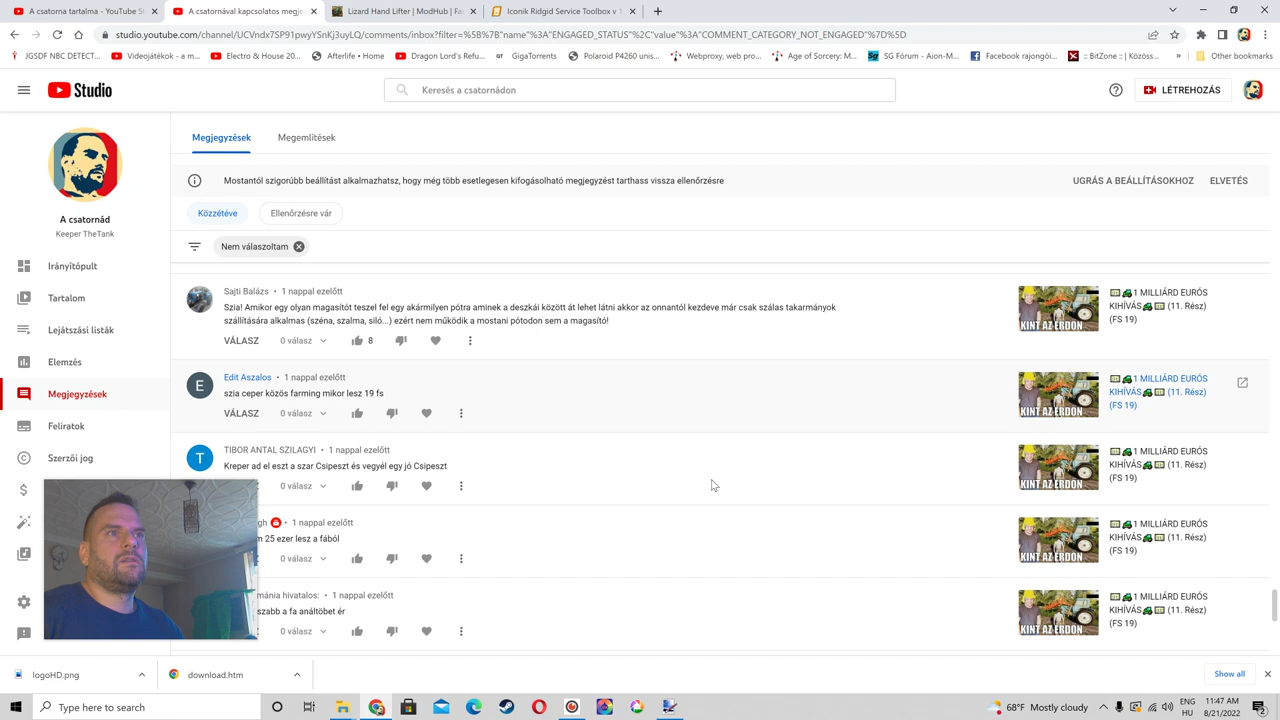 A csatorna tartalma - YouTube S
A csatornával kapcsolatos megje
Lizard Hand Lifter | ModHub | Fa
Iconik Ridgid Service Toolbox v 1
studio.youtube.com/channel/UCVndx7SP91pwyYSnKj3uyLQ/comments/inbox?filter=%5B%7B"name"%3A"ENGAGED_STATUS"%2C"value"%3A"COMMENT_CATEGORY_NOT_ENGAGED"%7D%5D
JGSDF NBC DETECT...
Videojátékok - a m...
Electro & House 20...
Afterlife • Home
Dragon Lord's Refu...
GT GigaTorrents
Polaroid P4260 unis...
Webproxy, web pro...
Age of Sorcery: M...
SG Fórum - Aion-M...
Facebook rajongói...
:: BitZone :: | Közöss...
»
Other bookmarks
Studio
Keresés a csatornádon
LÉTREHOZÁS
Megjegyzések
Megemlítések
Mostantól szigorúbb beállítást alkalmazhatsz, hogy még több esetlegesen kifogásolható megjegyzést tarthass vissza ellenőrzésre
UGRÁS A BEÁLLÍTÁSOKHOZ
ELVETÉS
Közzétéve
Ellenőrzésre vár
Nem válaszoltam
A csatornád
Keeper TheTank
Irányítópult
Tartalom
Lejátszási listák
Elemzés
Megjegyzések
Feliratok
Szerzői jog
Sajti Balázs • 1 nappal ezelőtt
Szia! Amikor egy olyan magasítót teszel fel egy akármilyen pótra aminek a deszkái között át lehet látni akkor az onnantól kezdeve már csak szálas takarmányok
szállítására alkalmas (széna, szalma, siló...) ezért nem működik a mostani pótodon sem a magasító!
VÁLASZ 0 válasz 8
KINT AZ ERDŐN
1 MILLIÁRD EURÓS
KIHÍVÁS (11. Rész)
(FS 19)
Edit Aszalos • 1 nappal ezelőtt
szia ceper közös farming mikor lesz 19 fs
VÁLASZ 0 válasz
KINT AZ ERDŐN
1 MILLIÁRD EURÓS
KIHÍVÁS (11. Rész)
(FS 19)
TIBOR ANTAL SZILAGYI • 1 nappal ezelőtt
Kreper ad el eszt a szar Csipeszt és vegyél egy jó Csipeszt
0 válasz
KINT AZ ERDŐN
1 MILLIÁRD EURÓS
KIHÍVÁS (11. Rész)
(FS 19)
gh • 1 nappal ezelőtt
m 25 ezer lesz a fából
0 válasz
KINT AZ ERDŐN
1 MILLIÁRD EURÓS
KIHÍVÁS (11. Rész)
(FS 19)
mánia hivatalos: • 1 nappal ezelőtt
szabb a fa análtöbet ér
0 válasz
KINT AZ ERDŐN
1 MILLIÁRD EURÓS
KIHÍVÁS (11. Rész)
(FS 19)
logoHD.png
download.htm
Show all
Type here to search
68°F Mostly cloudy
ENG
HU
11:47 AM
8/21/2022
2